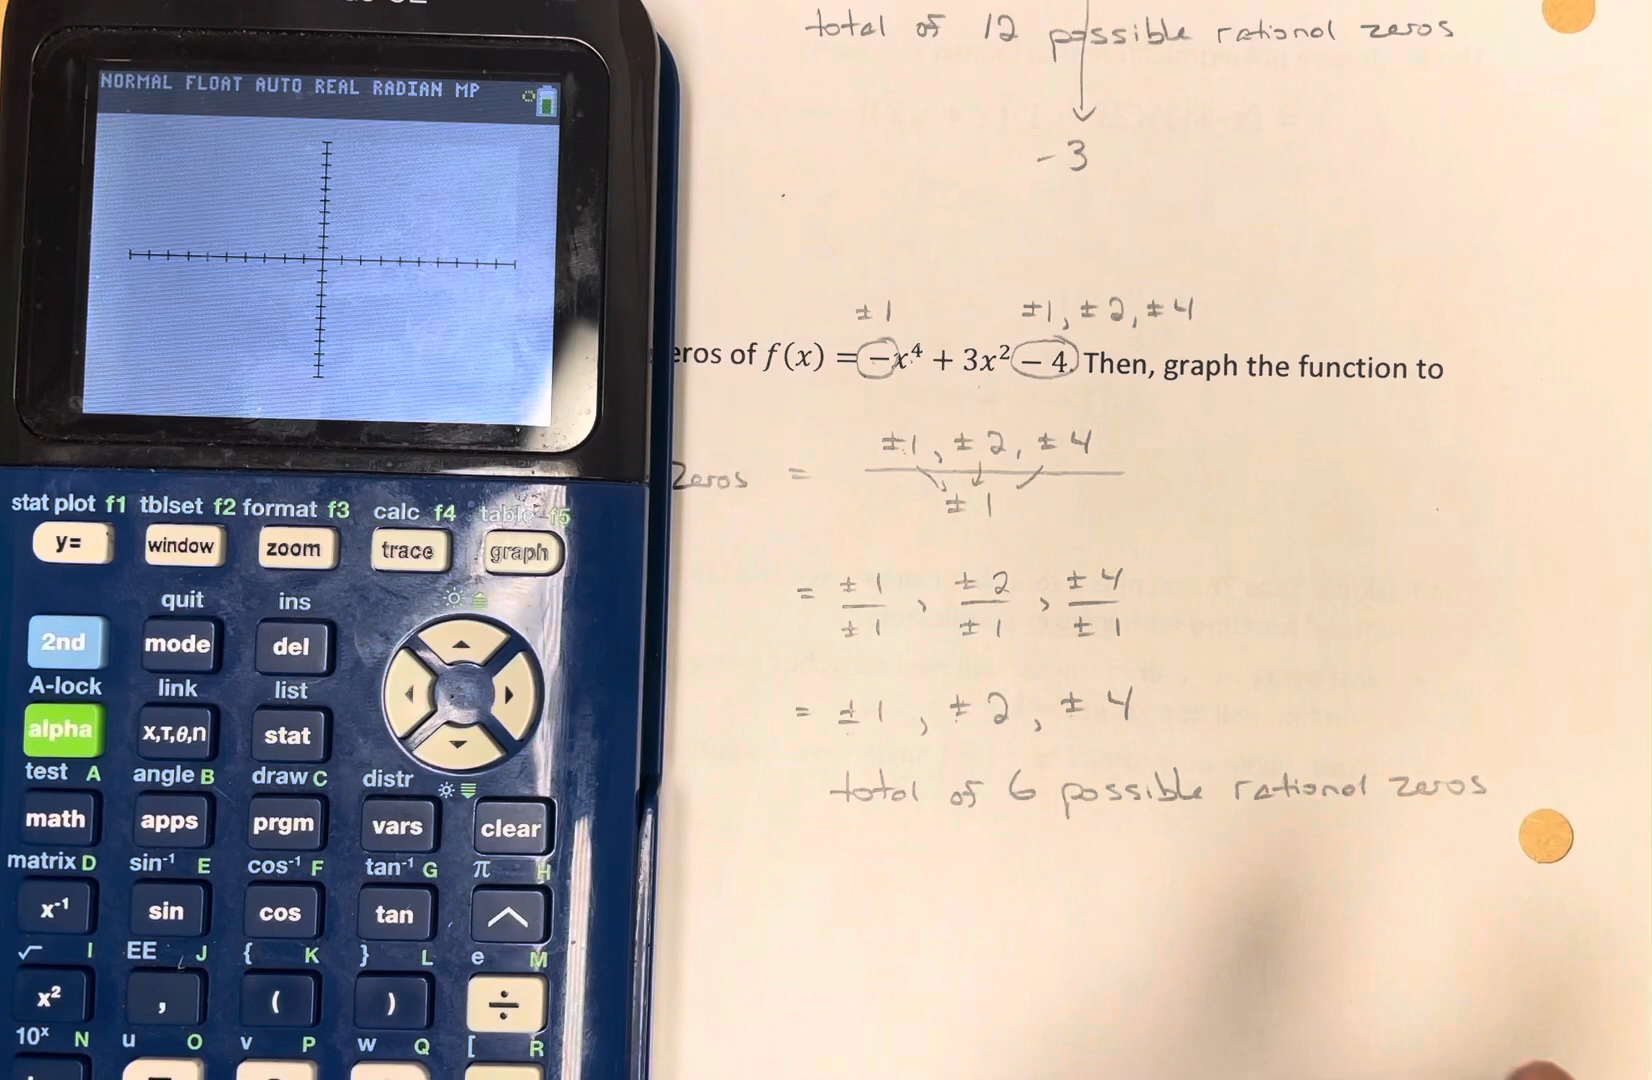 total of 12 possible rational zeros
-3
± 1 ±1, ± 2, ± 4
eros of f(x) = −x⁴ + 3x² − 4. Then, graph the function to
Zeros = ±1, ± 2, ± 4
± 1
= ± 1 , ± 2 , ± 4
± 1 ± 1 ± 1
= ± 1 , ± 2 , ± 4
total of 6 possible rational zeros
NORMAL FLOAT AUTO REAL RADIAN MP
stat plot f1 tblset f2 format f3 calc f4 table f5
y= window zoom trace graph
quit ins
2nd mode del
A-lock link list
alpha X,T,θ,n stat
test A angle B draw C distr
math apps prgm vars clear
matrix D sin⁻¹ E cos⁻¹ F tan⁻¹ G π H
x⁻¹ sin cos tan ^
√ I EE J { K } L e M
x² , ( ) ÷
10ˣ N u O v P w Q [ R